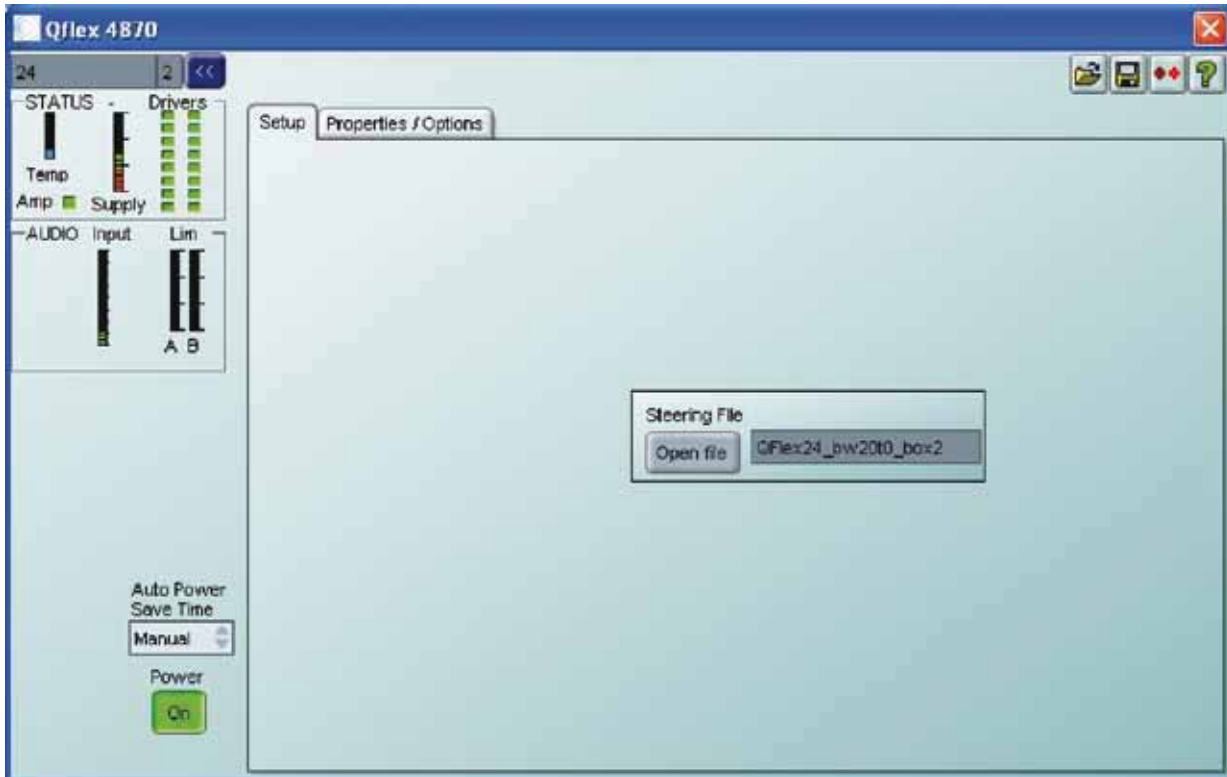 Qflex 4870
24 2 <<
STATUS - Drivers
Temp
Amp Supply
AUDIO Input Lim
A B
Setup Properties / Options
Steering File
Open file QFlex24_bw20t0_box2
Auto Power
Save Time
Manual
Power
On